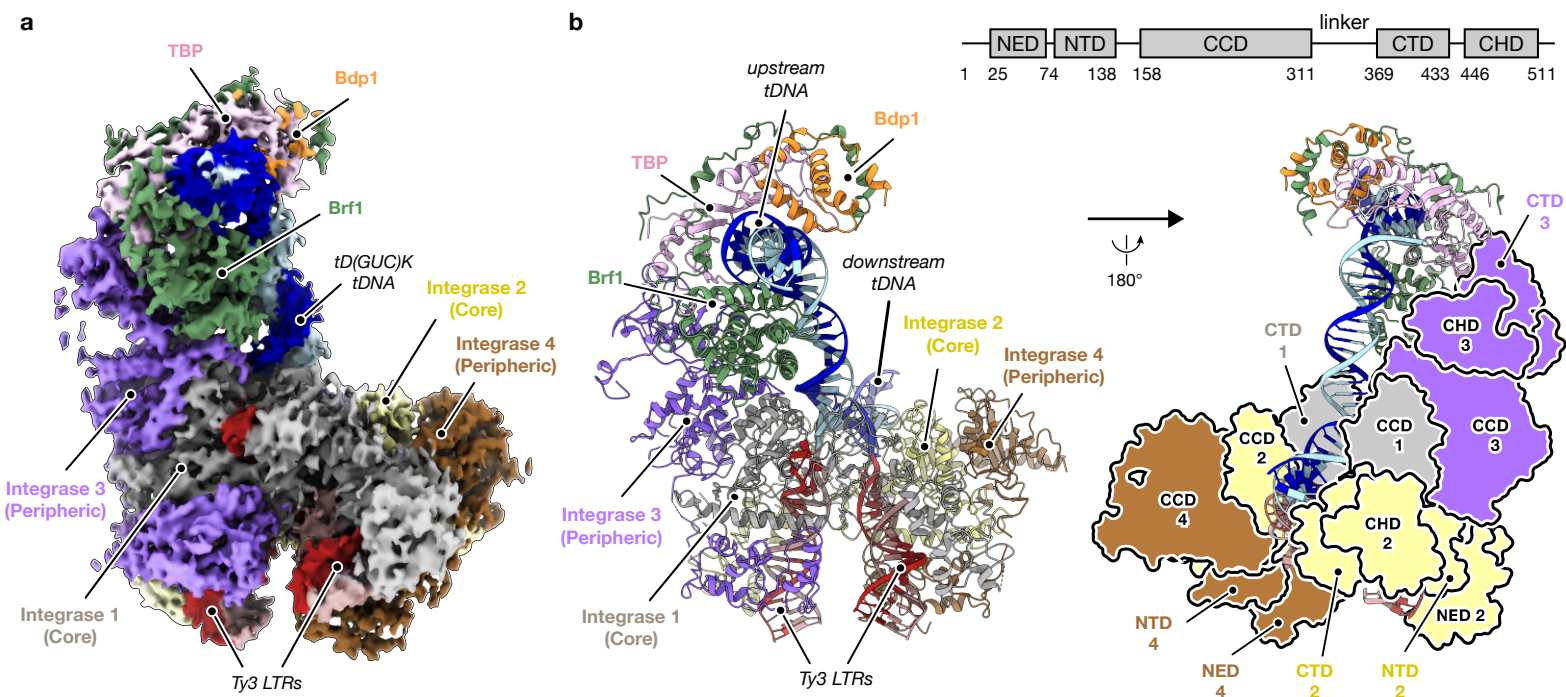 a
TBP
Bdp1
Brf1
tD(GUC)K
tDNA
Integrase 2
(Core)
Integrase 4
(Peripheric)
Integrase 3
(Peripheric)
Integrase 1
(Core)
Ty3 LTRs
b
upstream
tDNA
Bdp1
TBP
Brf1
downstream
tDNA
Integrase 2
(Core)
Integrase 4
(Peripheric)
Integrase 3
(Peripheric)
Integrase 1
(Core)
Ty3 LTRs
180°
linker
NED NTD CCD CTD CHD
1 25 74 138 158 311 369 433 446 511
CTD
3
CHD
3
CTD
1
CCD
2
CCD
1
CCD
3
CCD
4
CHD
2
NED 2
NTD
4
NED
4
CTD
2
NTD
2